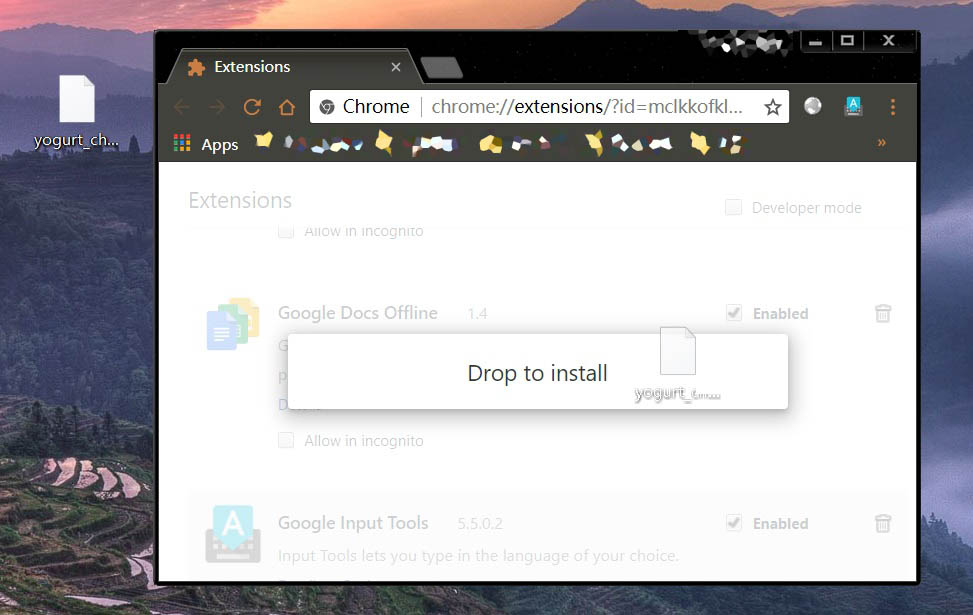 Extensions
yogurt_ch...
Chrome
chrome://extensions/?id=mclkkofkl...
Apps
»
Extensions
Developer mode
Allow in incognito
Google Docs Offline 1.4
Enabled
Drop to install
yogurt_
Allow in incognito
Google Input Tools 5.5.0.2
Enabled
Input Tools lets you type in the language of your choice.